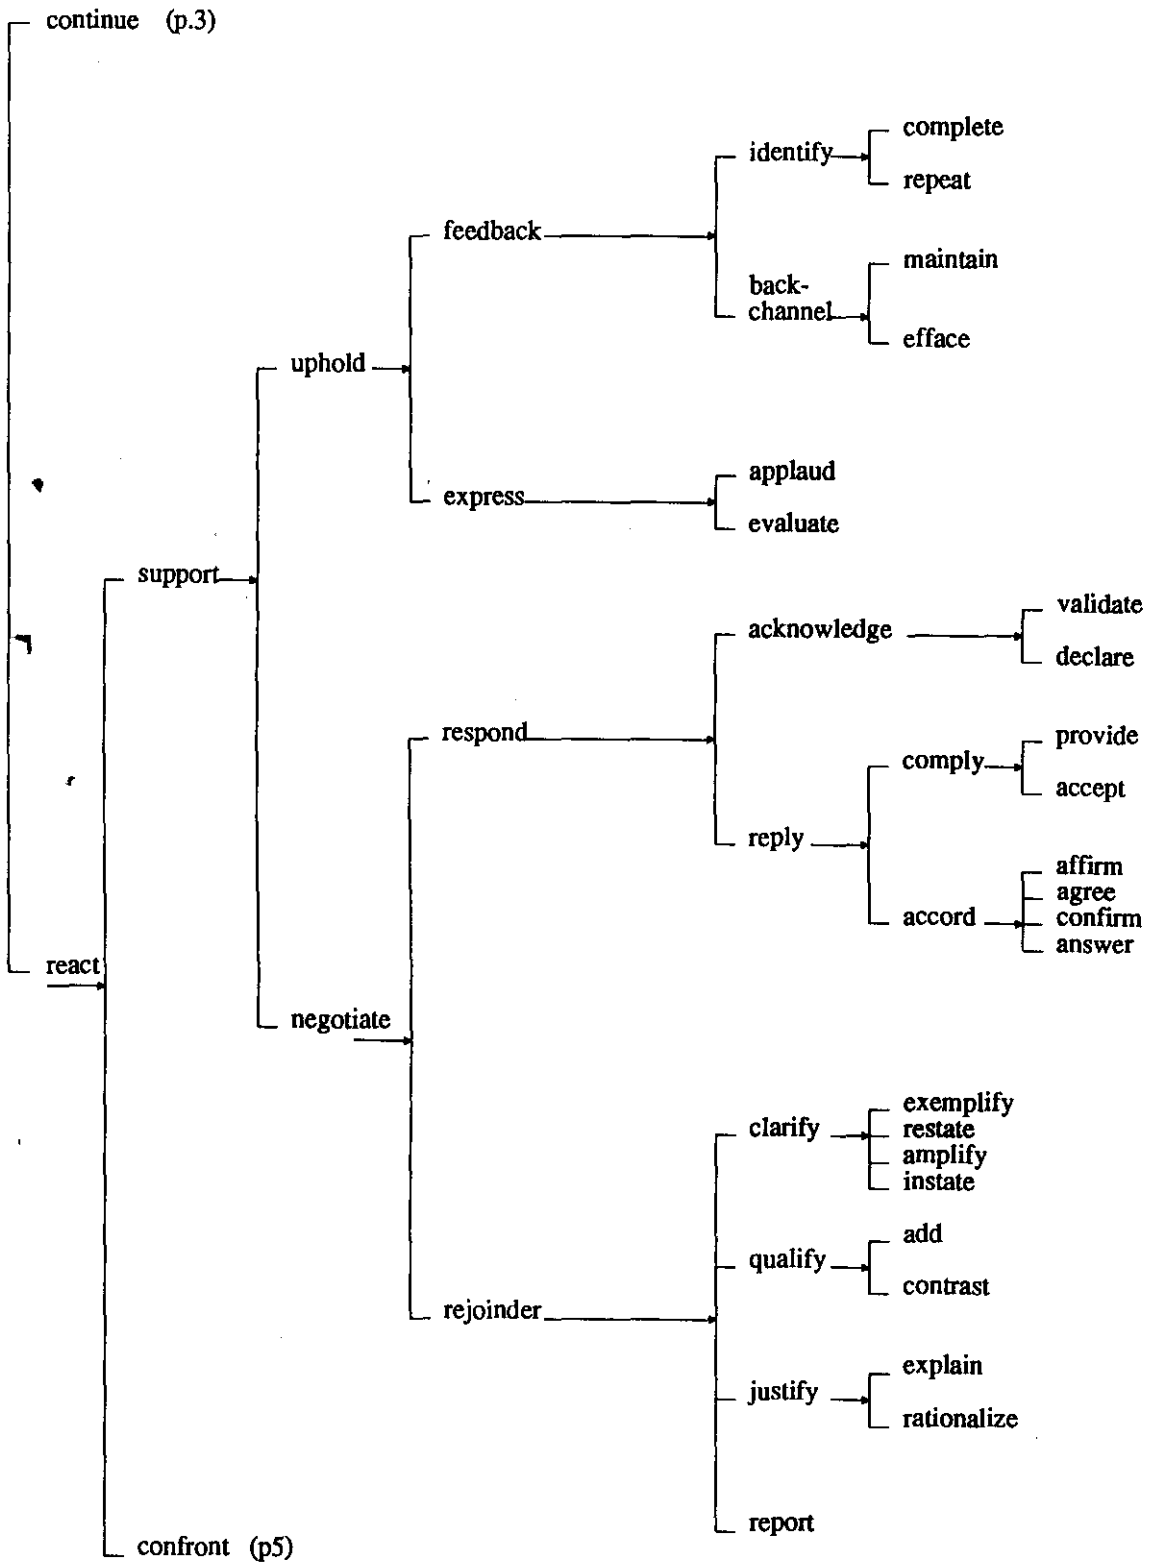 continue (p.3)
complete
identify
repeat
feedback
maintain
back-
channel
efface
uphold
applaud
express
evaluate
support
validate
acknowledge
declare
respond
provide
comply
accept
reply
affirm
agree
accord
confirm
answer
react
negotiate
exemplify
clarify
restate
amplify
instate
add
qualify
contrast
rejoinder
explain
justify
rationalize
report
confront (p5)